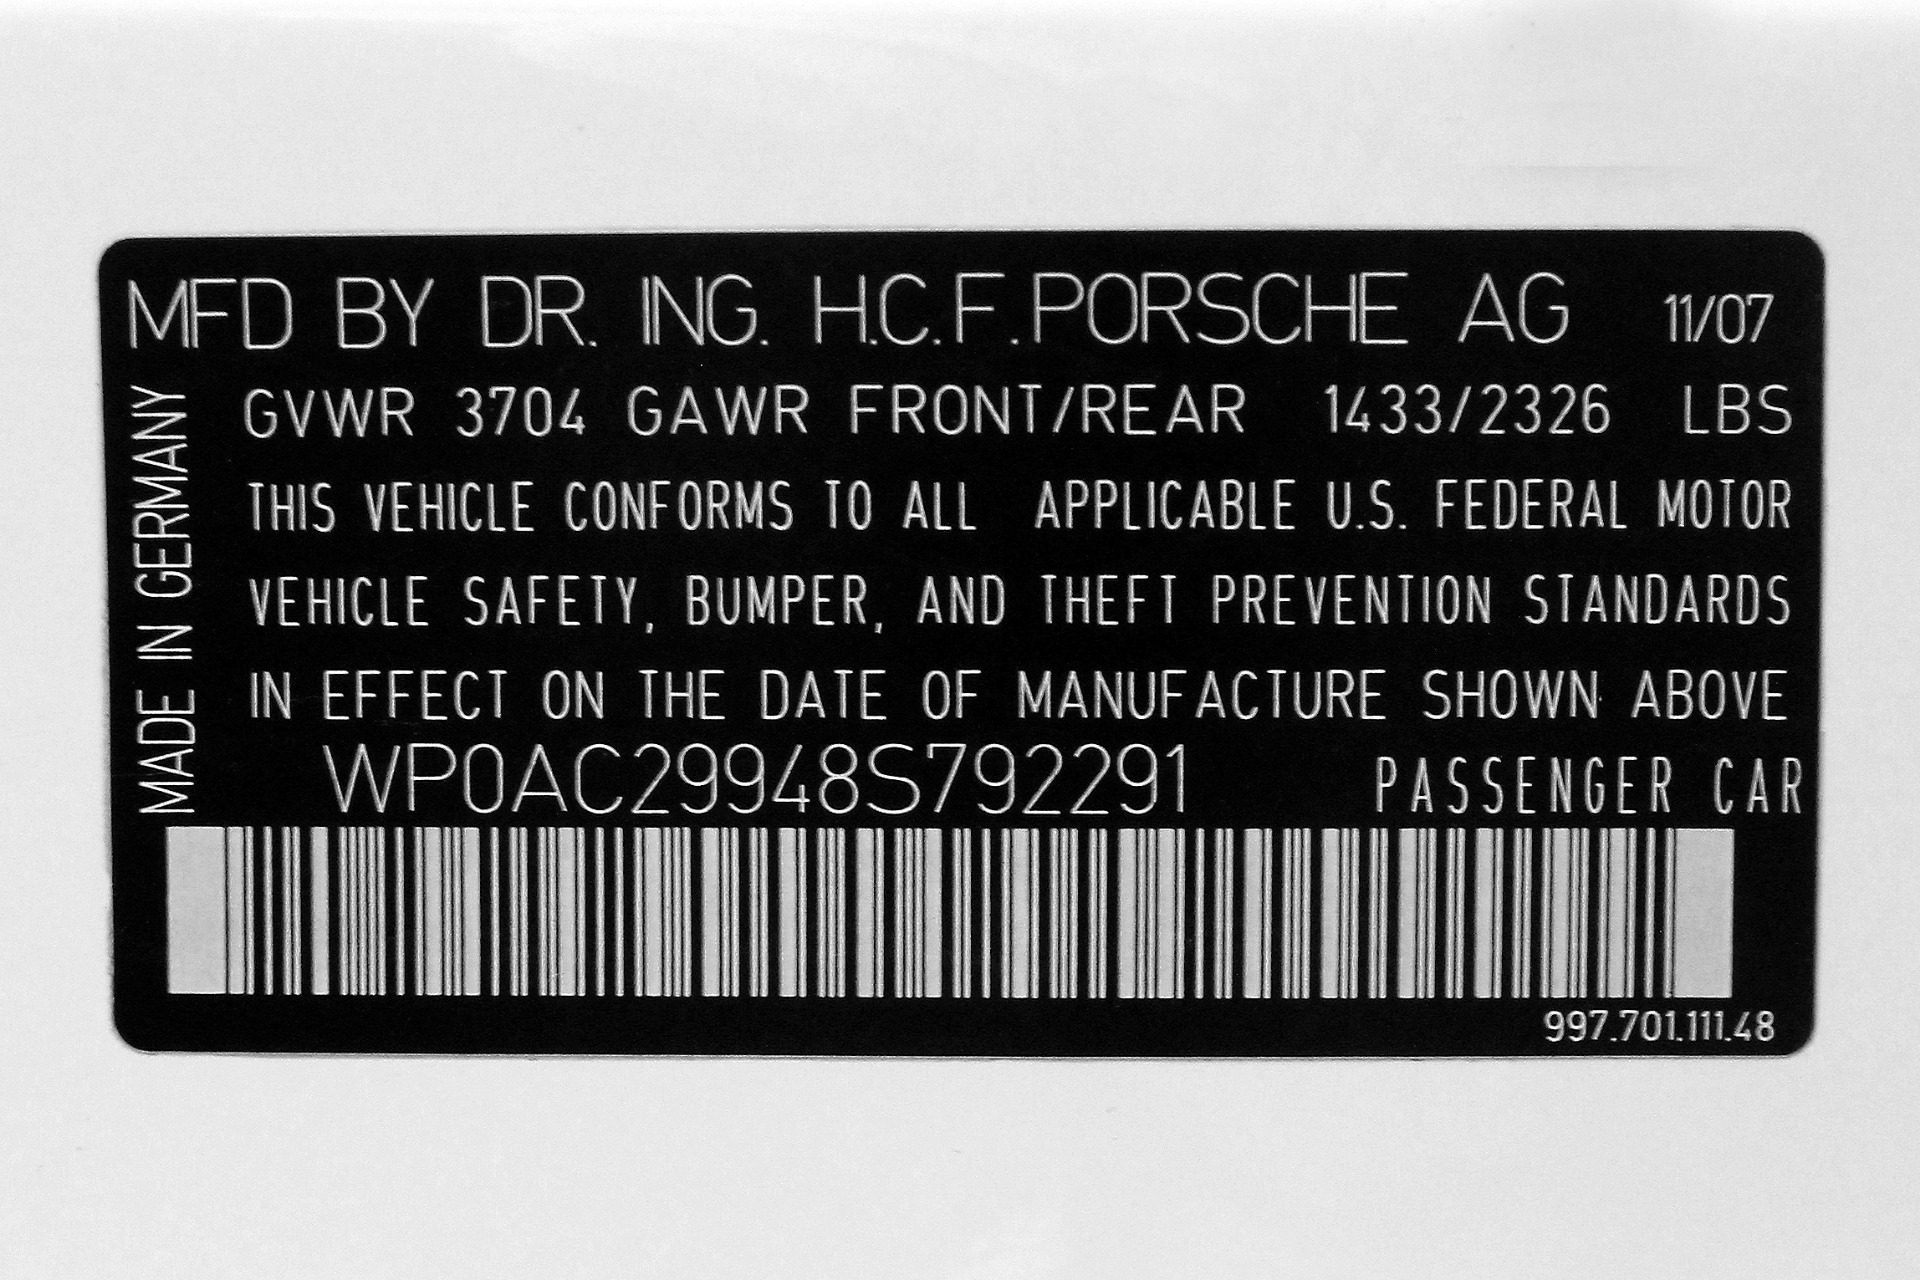 MFD BY DR. ING. H.C.F.PORSCHE AG 11/07
MADE IN GERMANY
GVWR 3704 GAWR FRONT/REAR 1433/2326 LBS
THIS VEHICLE CONFORMS TO ALL APPLICABLE U.S. FEDERAL MOTOR
VEHICLE SAFETY, BUMPER, AND THEFT PREVENTION STANDARDS
IN EFFECT ON THE DATE OF MANUFACTURE SHOWN ABOVE
WP0AC29948S792291 PASSENGER CAR
997.701.111.48